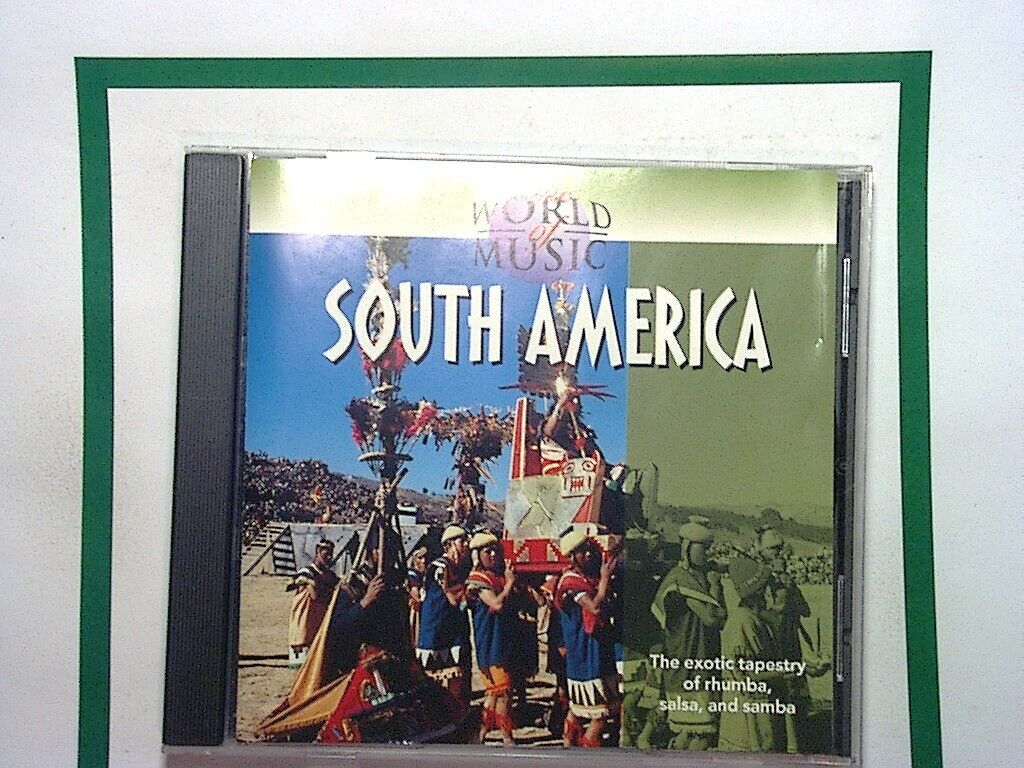 WORLD
of
MUSIC
SOUTH AMERICA
The exotic tapestry
of rhumba,
salsa, and samba